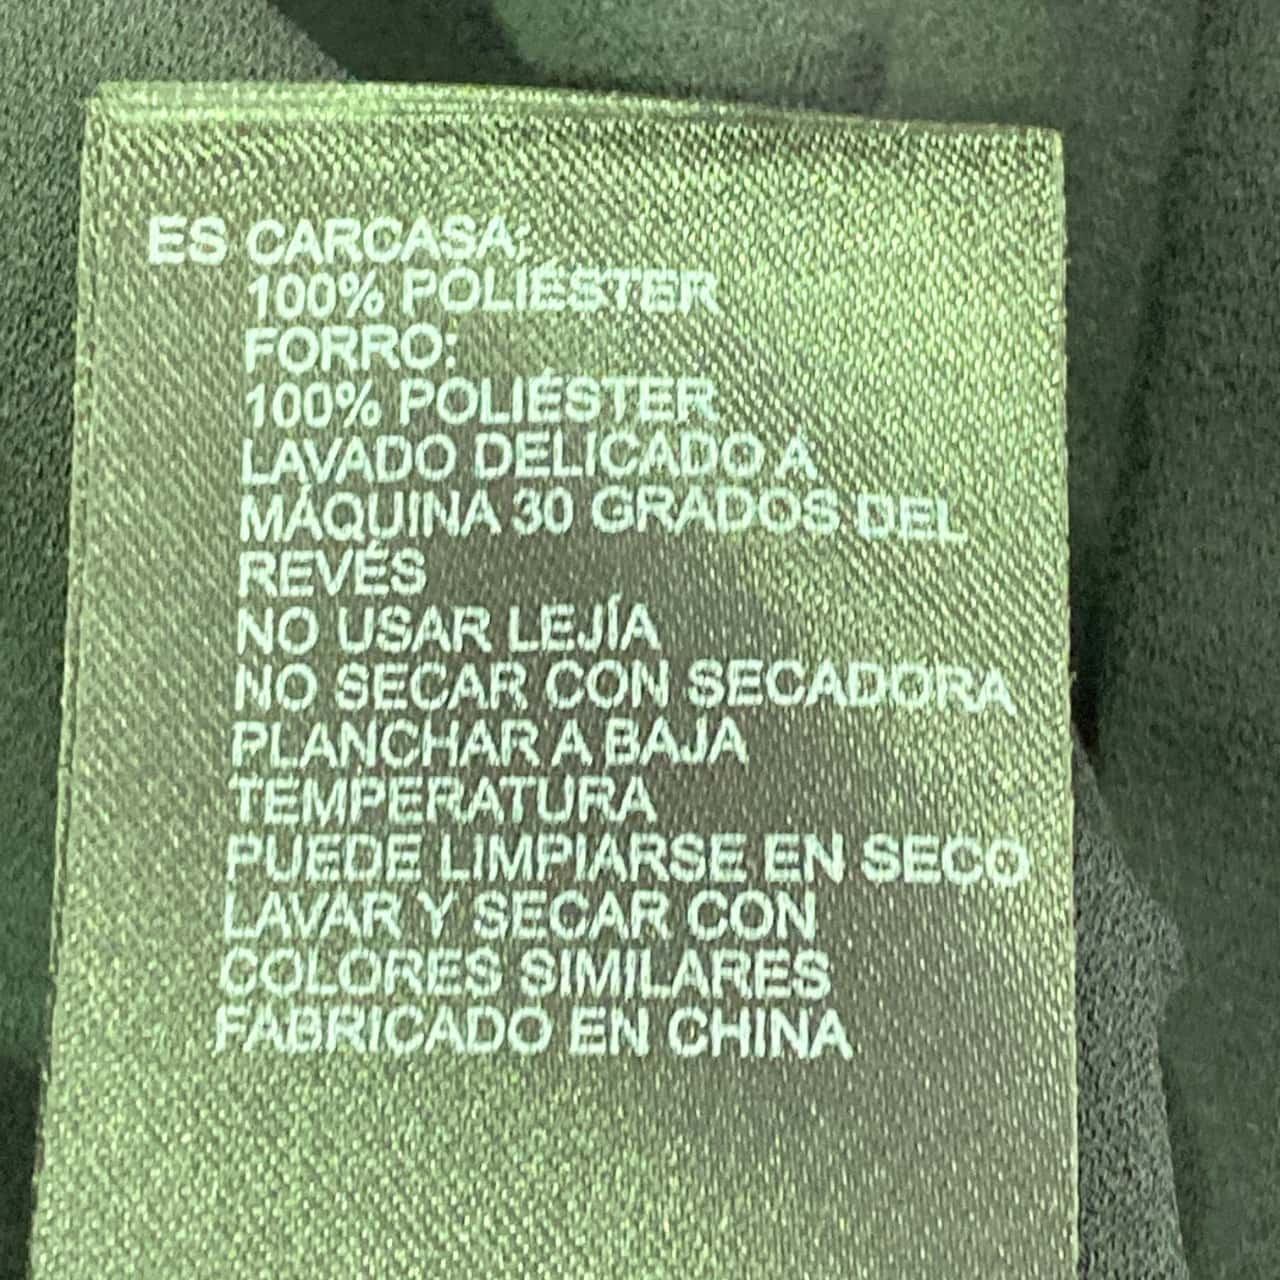 ES CARCASA:
100% POLIÉSTER
FORRO:
100% POLIÉSTER
LAVADO DELICADO A
MÁQUINA 30 GRADOS DEL
REVÉS
NO USAR LEJÍA
NO SECAR CON SECADORA
PLANCHAR A BAJA
TEMPERATURA
PUEDE LIMPIARSE EN SECO
LAVAR Y SECAR CON
COLORES SIMILARES
FABRICADO EN CHINA